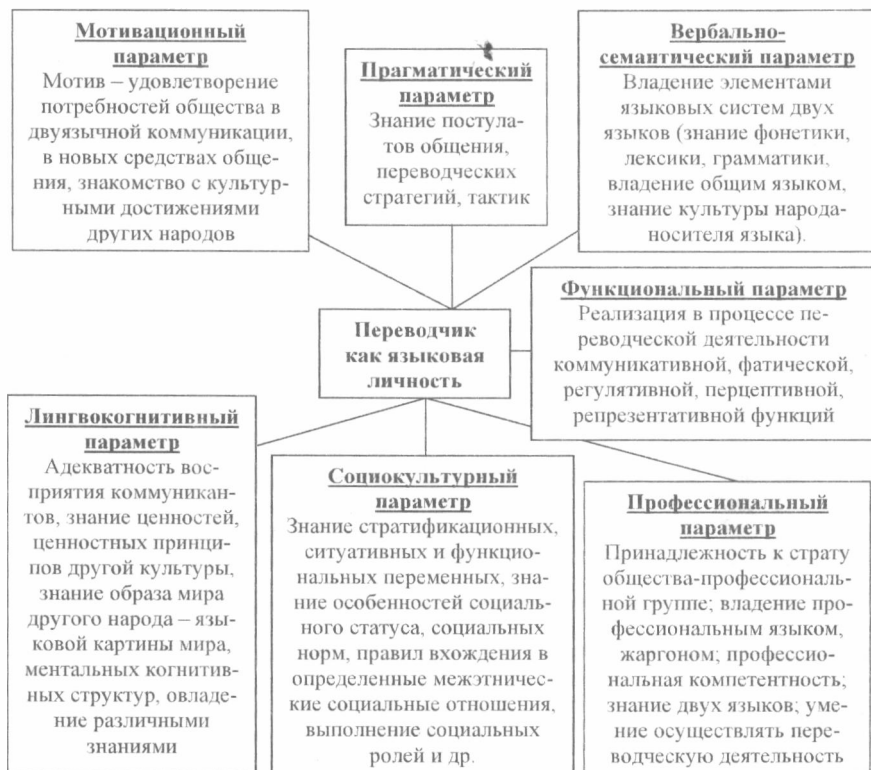 Мотивационный
параметр
Мотив – удовлетворение
потребностей общества в
двуязычной коммуникации,
в новых средствах обще-
ния, знакомство с культур-
ными достижениями
других народов
Прагматический
параметр
Знание постула-
тов общения,
переводческих
стратегий, тактик
Вербально-
семантический параметр
Владение элементами
языковых систем двух
языков (знание фонетики,
лексики, грамматики,
владение общим языком,
знание культуры народа-
носителя языка).
Переводчик
как языковая
личность
Функциональный параметр
Реализация в процессе пе-
реводческой деятельности
коммуникативной, фатической,
регулятивной, перцептивной,
репрезентативной функций
Лингвокогнитивный
параметр
Адекватность вос-
приятия коммуникан-
тов, знание ценностей,
ценностных принци-
пов другой культуры,
знание образа мира
другого народа – язы-
ковой картины мира,
ментальных когнитив-
ных структур, овладе-
ние различными
знаниями
Социокультурный
параметр
Знание стратификационных,
ситуативных и функцио-
нальных переменных, зна-
ние особенностей социаль-
ного статуса, социальных
норм, правил вхождения в
определенные межэтничес-
кие социальные отношения,
выполнение социальных
ролей и др.
Профессиональный
параметр
Принадлежность к страту
общества-профессиональ-
ной группе; владение про-
фессиональным языком,
жаргоном; профессио-
нальная компетентность;
знание двух языков; уме-
ние осуществлять пере-
водческую деятельность